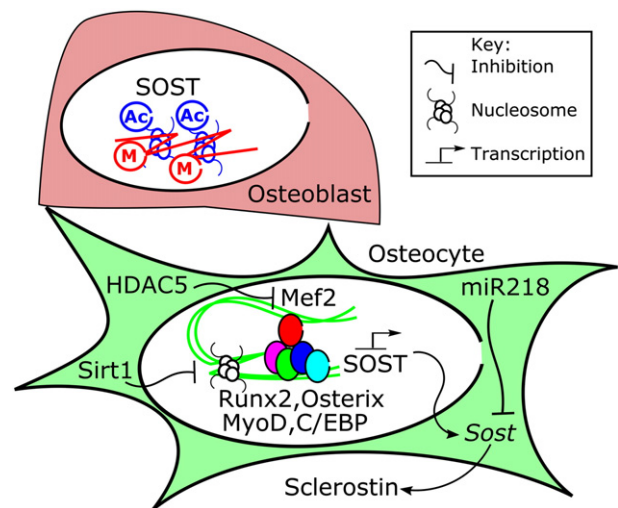 SOST
Ac Ac
M M
Osteoblast
Key:
Inhibition
Nucleosome
Transcription
Osteocyte
HDAC5
Mef2
miR218
SOST
Sirt1
Runx2,Osterix
MyoD,C/EBP
Sost
Sclerostin